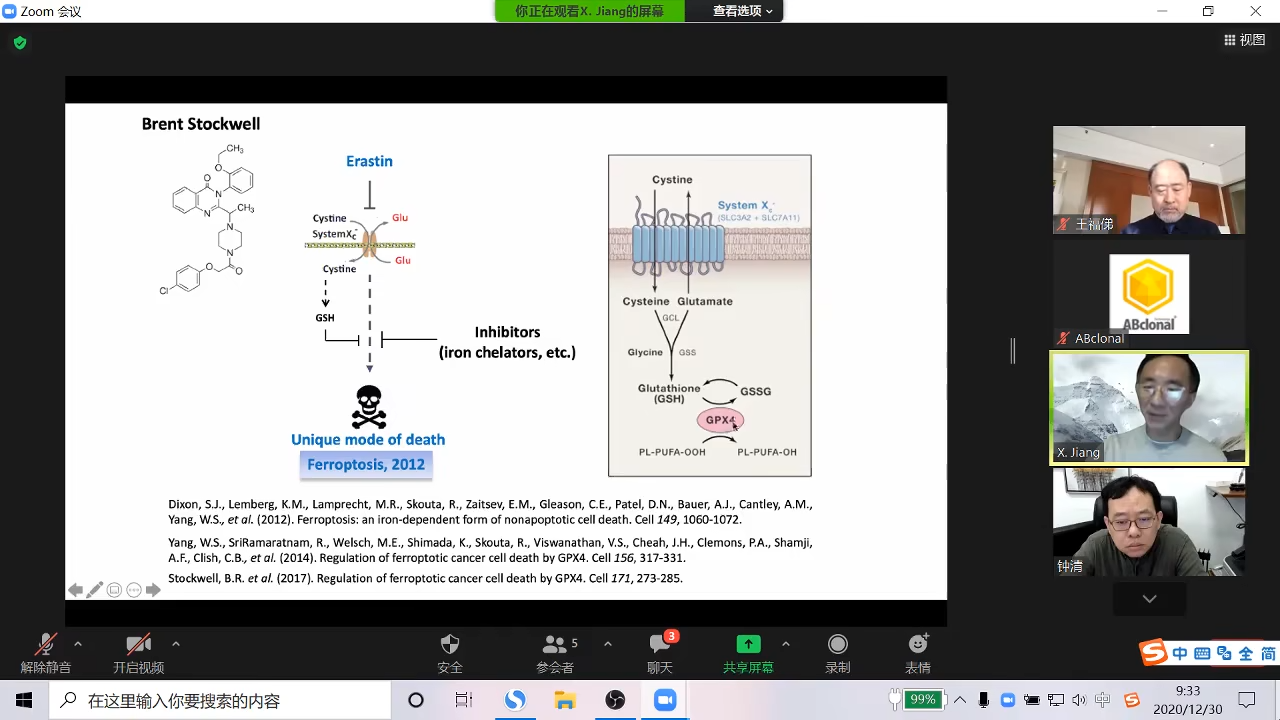 Zoom 会议
你正在观看X. Jiang的屏幕
查看选项
视图
Brent Stockwell
CH3
O
O
N
N
CH3
N
N
O
O
Cl
Erastin
Cystine
Glu
SystemXc-
Glu
Cystine
GSH
Inhibitors
(iron chelators, etc.)
Unique mode of death
Ferroptosis, 2012
Cystine
System Xc-
(SLC3A2 + SLC7A11)
Cysteine Glutamate
GCL
Glycine GSS
Glutathione
(GSH)
GSSG
GPX4
PL-PUFA-OOH PL-PUFA-OH
Dixon, S.J., Lemberg, K.M., Lamprecht, M.R., Skouta, R., Zaitsev, E.M., Gleason, C.E., Patel, D.N., Bauer, A.J., Cantley, A.M.,
Yang, W.S., et al. (2012). Ferroptosis: an iron-dependent form of nonapoptotic cell death. Cell 149, 1060-1072.
Yang, W.S., SriRamaratnam, R., Welsch, M.E., Shimada, K., Skouta, R., Viswanathan, V.S., Cheah, J.H., Clemons, P.A., Shamji,
A.F., Clish, C.B., et al. (2014). Regulation of ferroptotic cancer cell death by GPX4. Cell 156, 317-331.
Stockwell, B.R. et al. (2017). Regulation of ferroptotic cancer cell death by GPX4. Cell 171, 273-285.
王福俤
ABclonal
ABclonal
X. Jiang
钟清
解除静音
开启视频
安全
5
参会者
3
聊天
共享屏幕
录制
表情
中 全 简
在这里输入你要搜索的内容
99%
中
9:33
2020/12/30